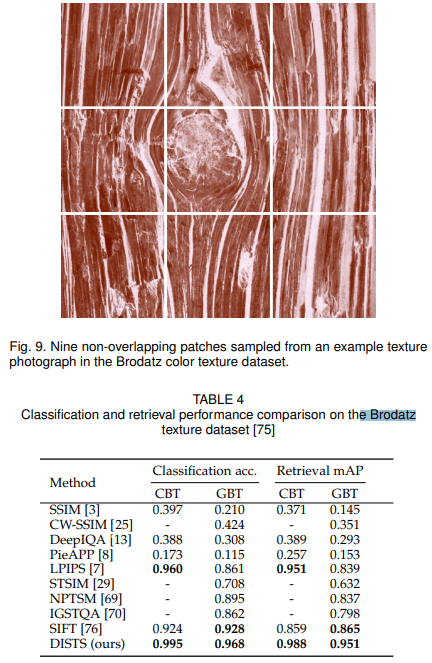 Fig. 9. Nine non-overlapping patches sampled from an example texture
photograph in the Brodatz color texture dataset.
TABLE 4
Classification and retrieval performance comparison on the Brodatz
texture dataset [75]
Method Classification acc. Retrieval mAP
CBT GBT CBT GBT
SSIM [3] 0.397 0.210 0.371 0.145
CW-SSIM [25] - 0.424 - 0.351
DeepIQA [13] 0.388 0.308 0.389 0.293
PieAPP [8] 0.173 0.115 0.257 0.153
LPIPS [7] 0.960 0.861 0.951 0.839
STSIM [29] - 0.708 - 0.632
NPTSM [69] - 0.895 - 0.837
IGSTQA [70] - 0.862 - 0.798
SIFT [76] 0.924 0.928 0.859 0.865
DISTS (ours) 0.995 0.968 0.988 0.951